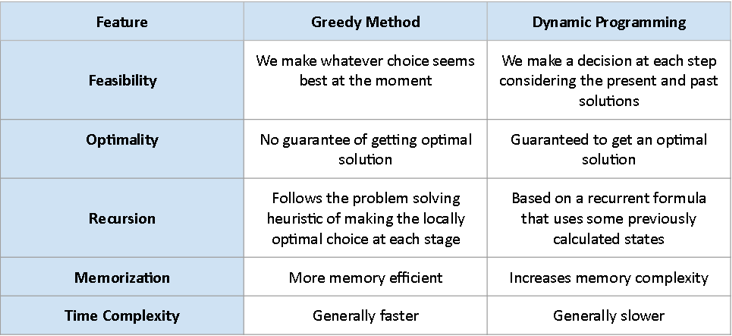 Feature Greedy Method Dynamic Programming
Feasibility
We make whatever choice seems
best at the moment
We make a decision at each step
considering the present and past
solutions
Optimality
No guarantee of getting optimal
solution
Guaranteed to get an optimal
solution
Recursion
Follows the problem solving
heuristic of making the locally
optimal choice at each stage
Based on a recurrent formula
that uses some previously
calculated states
Memorization More memory efficient Increases memory complexity
Time Complexity Generally faster Generally slower